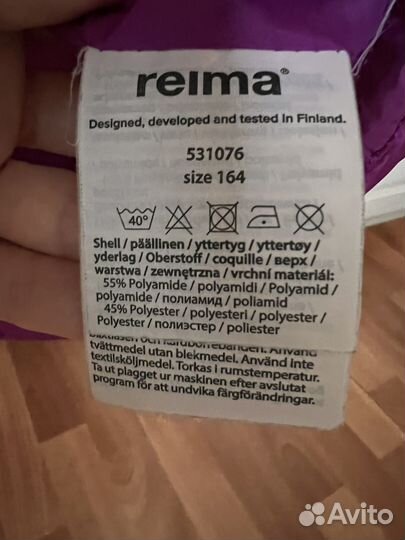 reima®
Designed, developed and tested in Finland.
531076
size 164
40°
Shell / päällinen / yttertyg / yttertøy /
yderlag / Oberstoff / coquille / верх /
warstwa / zewnętrzna / vrchní materiál:
55% Polyamide / polyamidi / Polyamid /
polyamide / полиамид / poliamid
45% Polyester / polyesteri / polyester /
Polyester / полиэстер / poliester
tvättmedel utan blekmedel. Använd inte
textilsköljmedel. Torkas i rumstemperatur.
Ta ut plagget ur maskinen efter avslutat
program för att undvika färgförändringar.
Avito